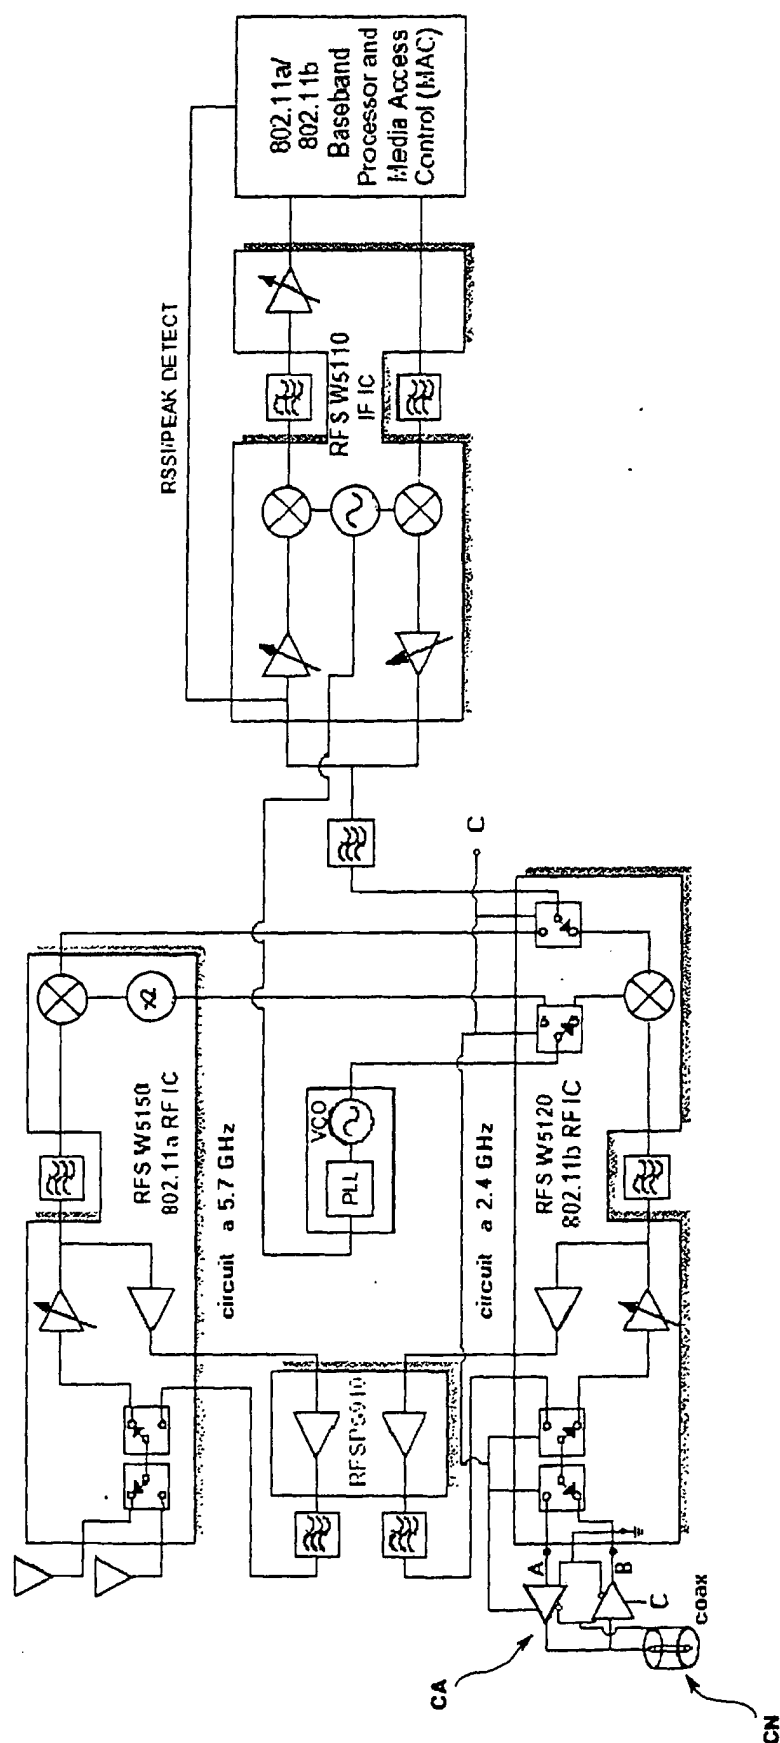 802.11a/
802.11b
Baseband
Processor and
Media Access
Control (MAC)
RSSI/PEAK DETECT
RFS W5110
IF IC
C
VCO
PLL
RFS W5150
802.11a RF IC
circuit a 5.7 GHz
circuit a 2.4 GHz
RFS W5120
802.11b RF IC
A
B
C
coax
CA
CN